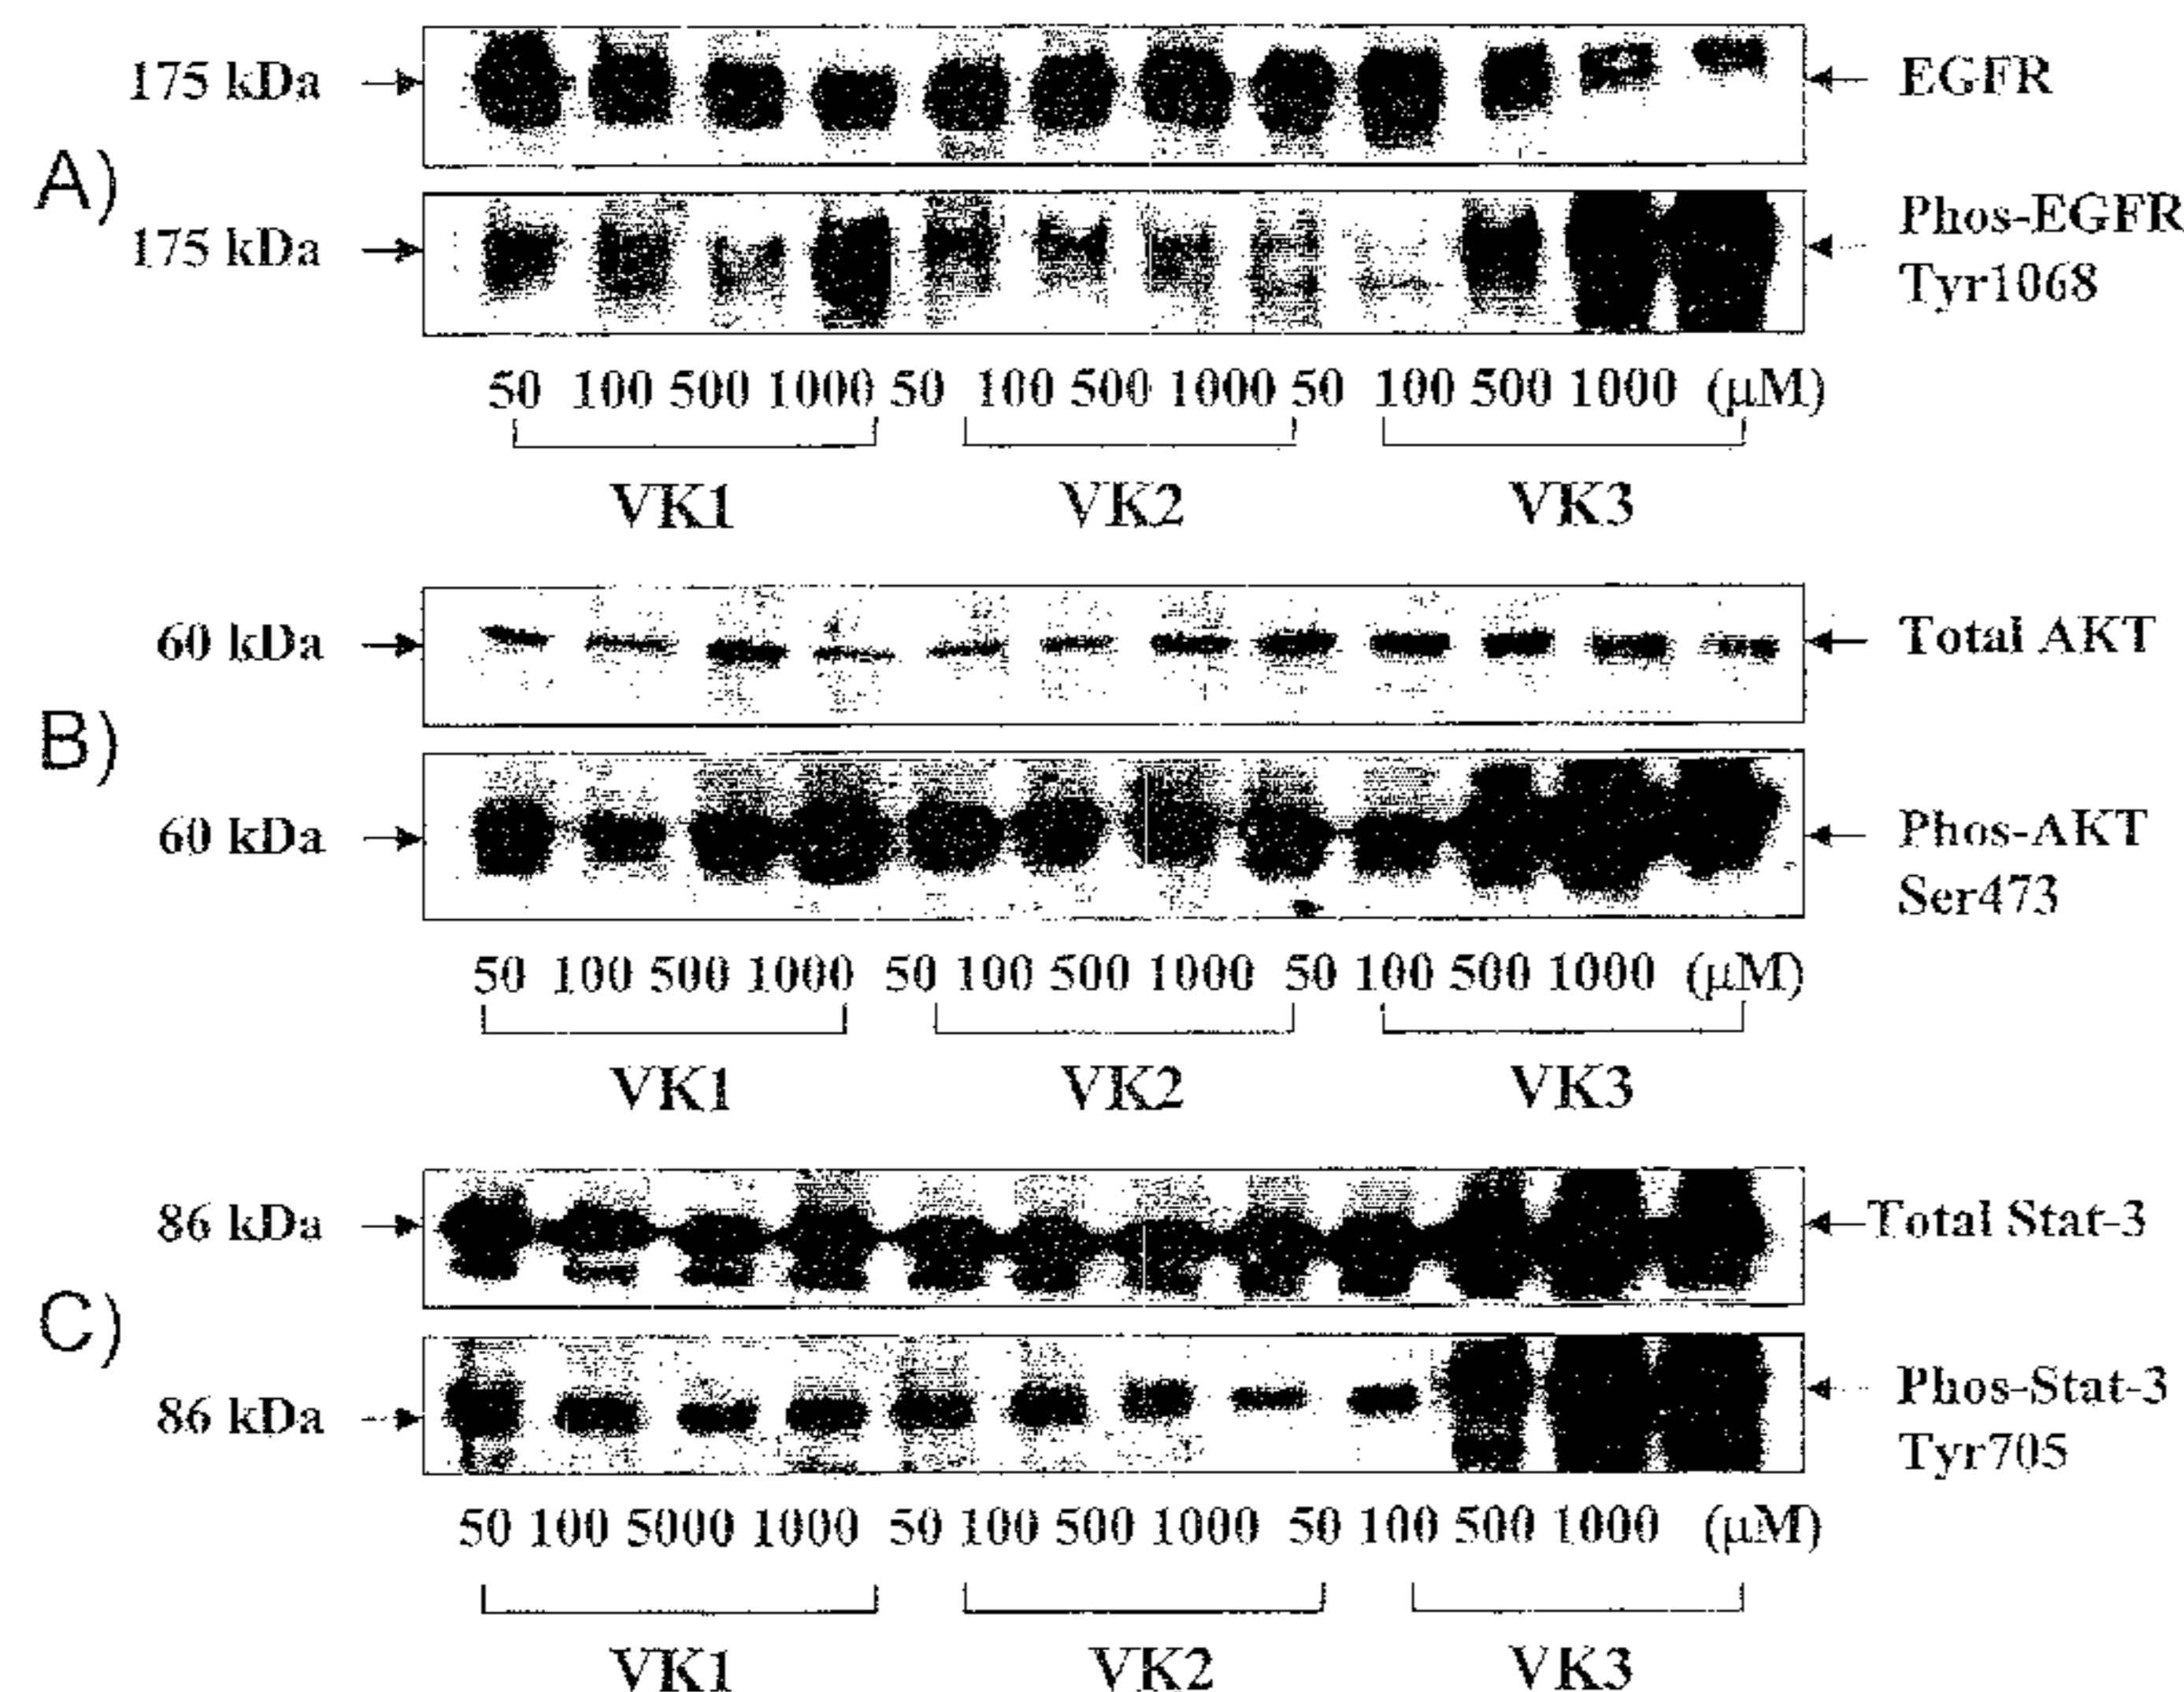 175 kDa EGFR
A)
175 kDa Phos-EGFR
Tyr1068
50 100 500 1000 50 100 500 1000 50 100 500 1000 (µM)
VK1 VK2 VK3
60 kDa Total AKT
B)
60 kDa Phos-AKT
Ser473
50 100 500 1000 50 100 500 1000 50 100 500 1000 (µM)
VK1 VK2 VK3
86 kDa Total Stat-3
C)
86 kDa Phos-Stat-3
Tyr705
50 100 5000 1000 50 100 500 1000 50 100 500 1000 (µM)
VK1 VK2 VK3